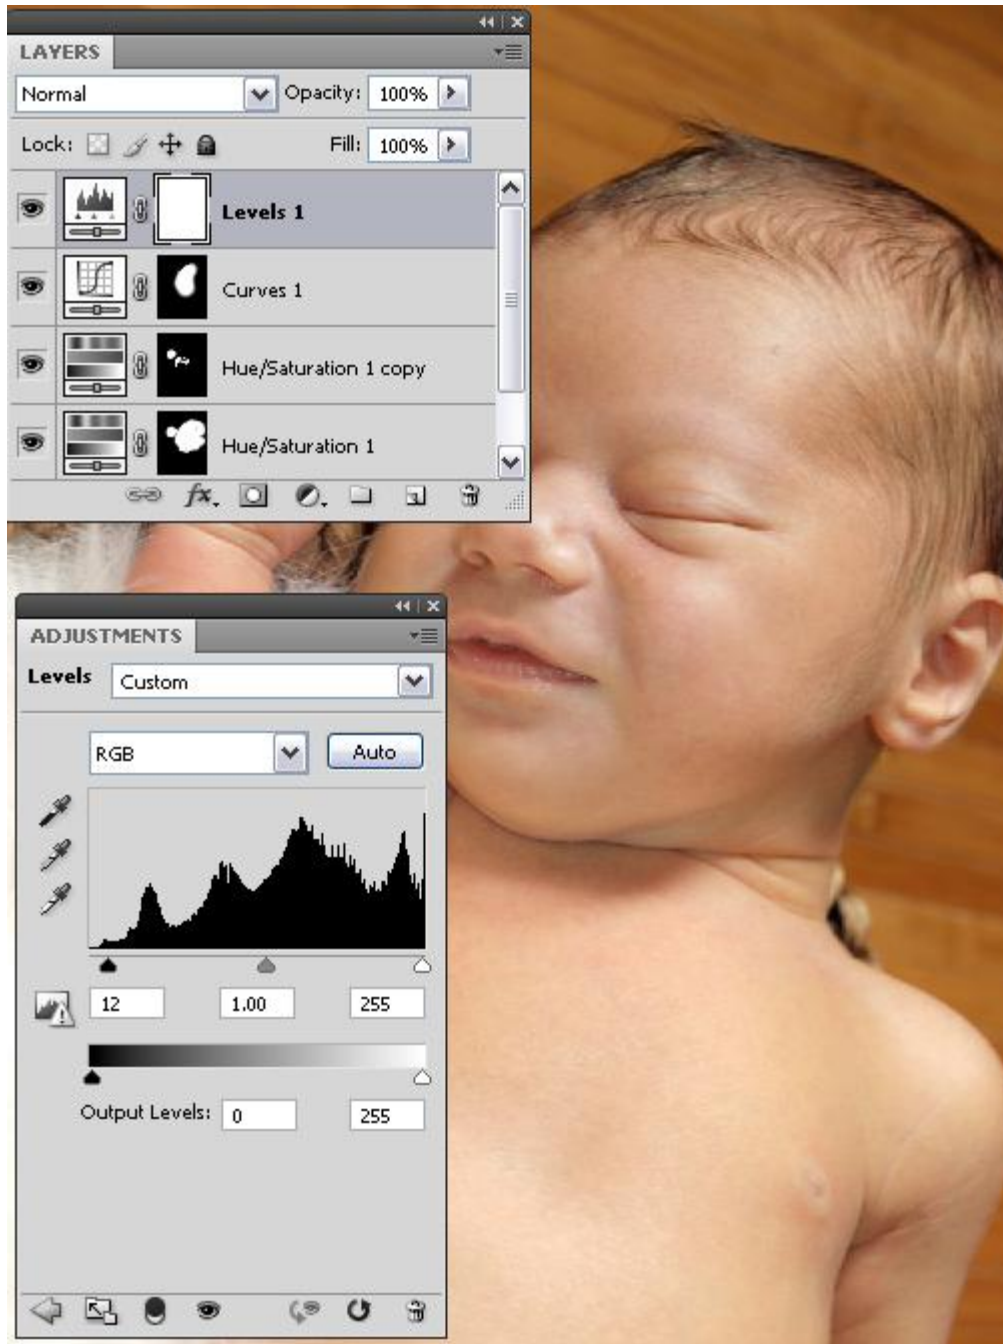 LAYERS
Normal Opacity: 100%
Lock: Fill: 100%
Levels 1
Curves 1
Hue/Saturation 1 copy
Hue/Saturation 1
fx.
ADJUSTMENTS
Levels Custom
RGB Auto
12 1.00 255
Output Levels: 0 255